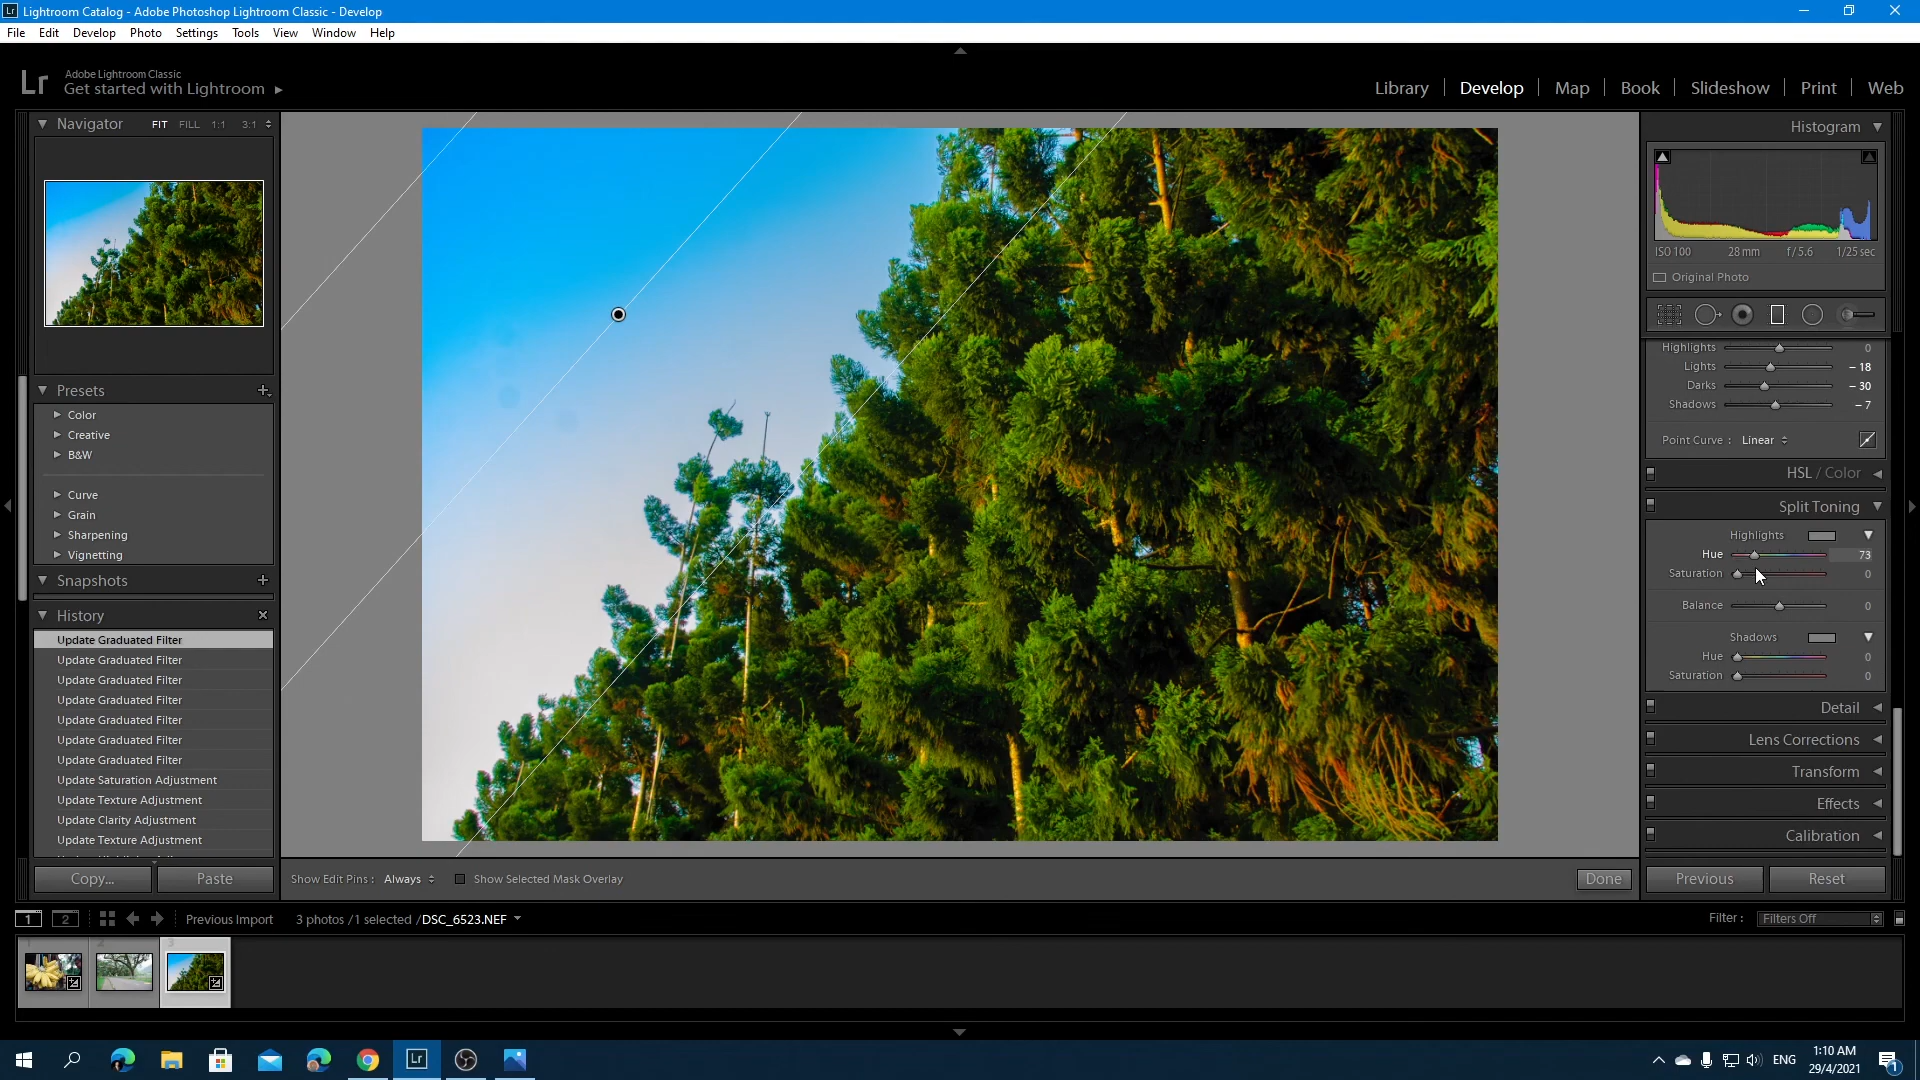 Lr Lightroom Catalog - Adobe Photoshop Lightroom Classic - Develop
File Edit Develop Photo Settings Tools View Window Help
Lr Adobe Lightroom Classic
Get started with Lightroom
Library Develop Map Book Slideshow Print Web
Navigator FIT FILL 1:1 3:1
Histogram
ISO 100 28 mm f / 5.6 1/25 sec
Original Photo
Highlights 0
Lights - 18
Darks - 30
Shadows - 7
Point Curve : Linear
HSL / Color
Split Toning
Highlights
Hue 73
Saturation 0
Balance 0
Shadows
Hue 0
Saturation 0
Detail
Lens Corrections
Transform
Effects
Calibration
Previous Reset
Presets
Color
Creative
B&W
Curve
Grain
Sharpening
Vignetting
Snapshots
History
Update Graduated Filter
Update Graduated Filter
Update Graduated Filter
Update Graduated Filter
Update Graduated Filter
Update Graduated Filter
Update Graduated Filter
Update Saturation Adjustment
Update Texture Adjustment
Update Clarity Adjustment
Update Texture Adjustment
Copy... Paste
Show Edit Pins : Always Show Selected Mask Overlay Done
1 2 Previous Import 3 photos / 1 selected / DSC_6523.NEF Filter : Filters Off
1 2 3
Lr ENG 1:10 AM
29/4/2021 1